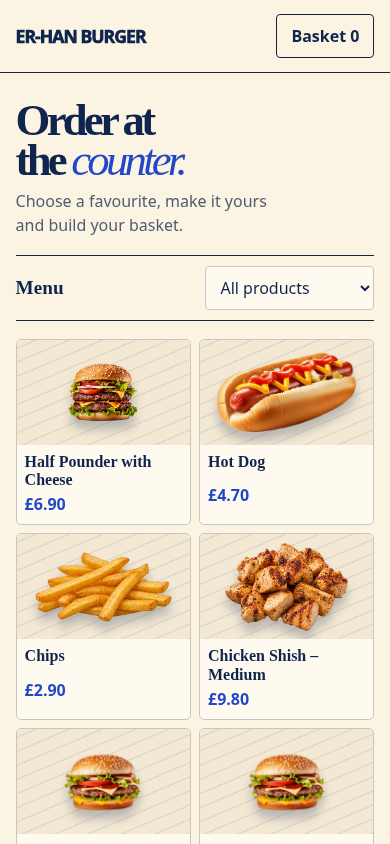 ER-HAN BURGER
Basket 0
Order at
the counter.
Choose a favourite, make it yours
and build your basket.
Menu
All products
Half Pounder with
Cheese
£6.90
Hot Dog
£4.70
Chips
£2.90
Chicken Shish –
Medium
£9.80